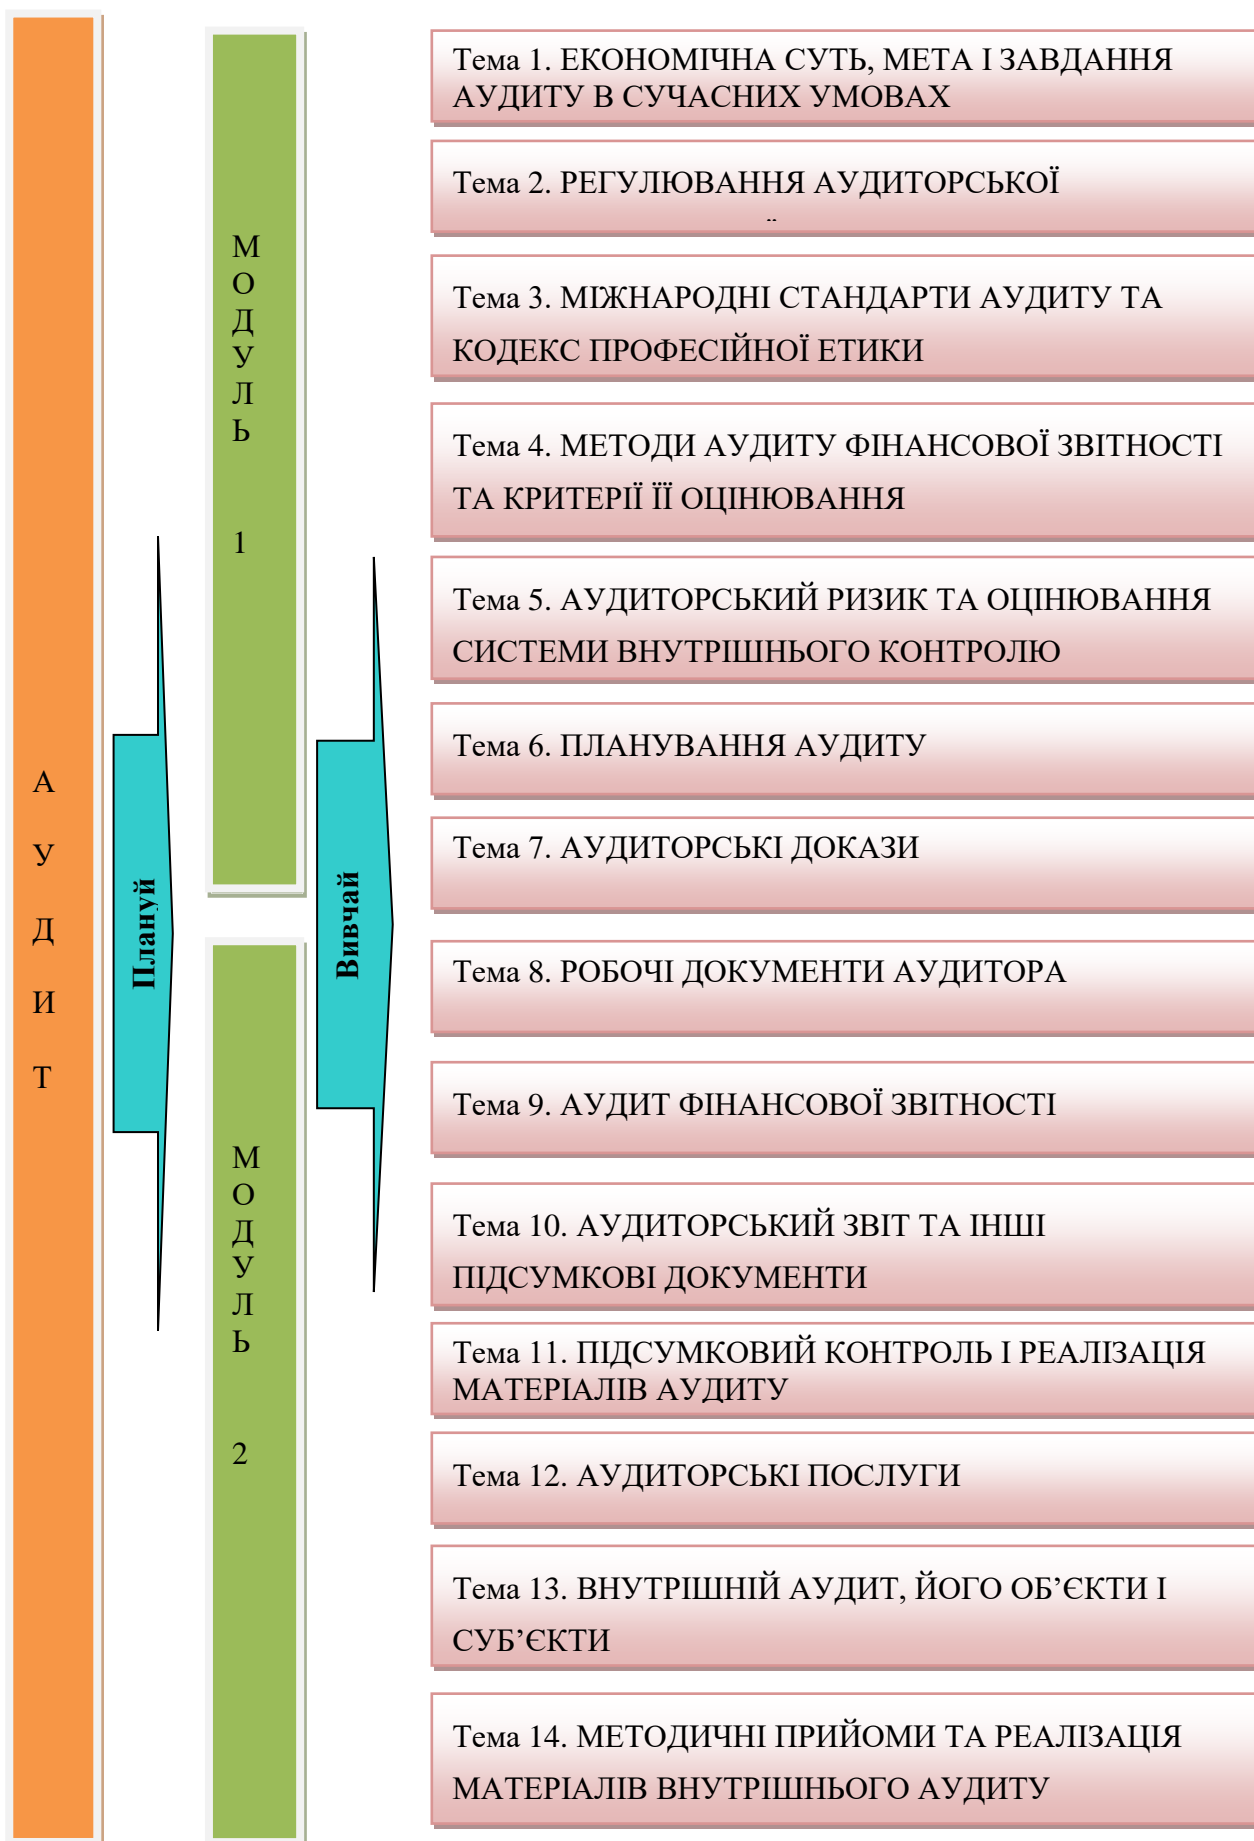 АУДИТ
Плануй
МОДУЛЬ 1
МОДУЛЬ 2
Вивчай
Тема 1. ЕКОНОМІЧНА СУТЬ, МЕТА І ЗАВДАННЯ
АУДИТУ В СУЧАСНИХ УМОВАХ
Тема 2. РЕГУЛЮВАННЯ АУДИТОРСЬКОЇ
Тема 3. МІЖНАРОДНІ СТАНДАРТИ АУДИТУ ТА
КОДЕКС ПРОФЕСІЙНОЇ ЕТИКИ
Тема 4. МЕТОДИ АУДИТУ ФІНАНСОВОЇ ЗВІТНОСТІ
ТА КРИТЕРІЇ ЇЇ ОЦІНЮВАННЯ
Тема 5. АУДИТОРСЬКИЙ РИЗИК ТА ОЦІНЮВАННЯ
СИСТЕМИ ВНУТРІШНЬОГО КОНТРОЛЮ
Тема 6. ПЛАНУВАННЯ АУДИТУ
Тема 7. АУДИТОРСЬКІ ДОКАЗИ
Тема 8. РОБОЧІ ДОКУМЕНТИ АУДИТОРА
Тема 9. АУДИТ ФІНАНСОВОЇ ЗВІТНОСТІ
Тема 10. АУДИТОРСЬКИЙ ЗВІТ ТА ІНШІ
ПІДСУМКОВІ ДОКУМЕНТИ
Тема 11. ПІДСУМКОВИЙ КОНТРОЛЬ І РЕАЛІЗАЦІЯ
МАТЕРІАЛІВ АУДИТУ
Тема 12. АУДИТОРСЬКІ ПОСЛУГИ
Тема 13. ВНУТРІШНІЙ АУДИТ, ЙОГО ОБ’ЄКТИ І
СУБ’ЄКТИ
Тема 14. МЕТОДИЧНІ ПРИЙОМИ ТА РЕАЛІЗАЦІЯ
МАТЕРІАЛІВ ВНУТРІШНЬОГО АУДИТУ